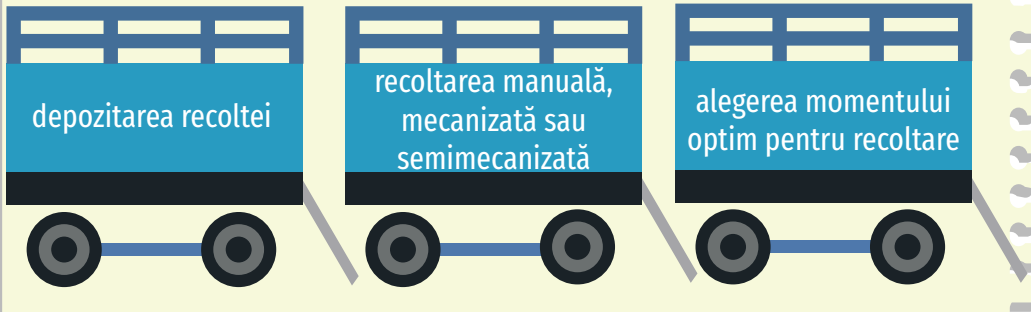 depozitarea recoltei
recoltarea manuală,
mecanizată sau
semimecanizată
alegerea momentului
optim pentru recoltare